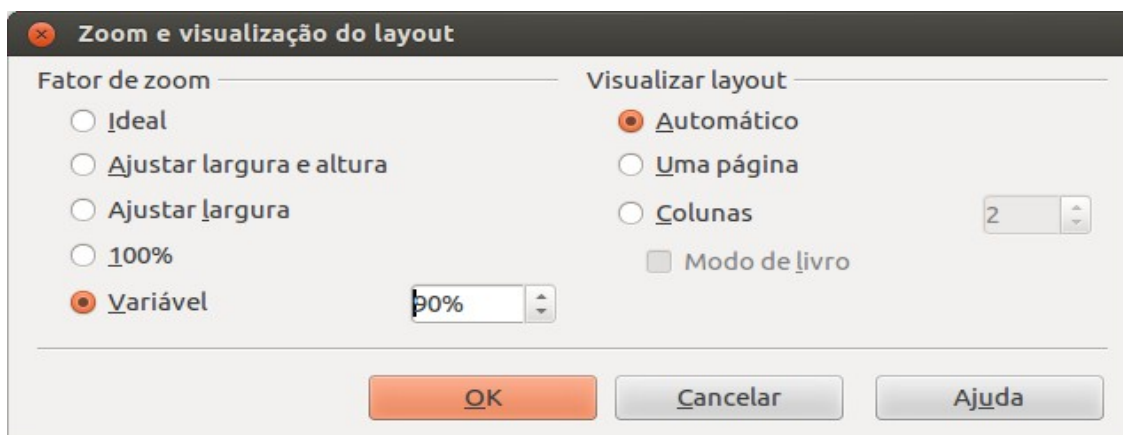 Zoom e visualização do layout
Fator de zoom
Ideal
Ajustar largura e altura
Ajustar largura
100%
Variável 90%
Visualizar layout
Automático
Uma página
Colunas 2
Modo de livro
OK Cancelar Ajuda